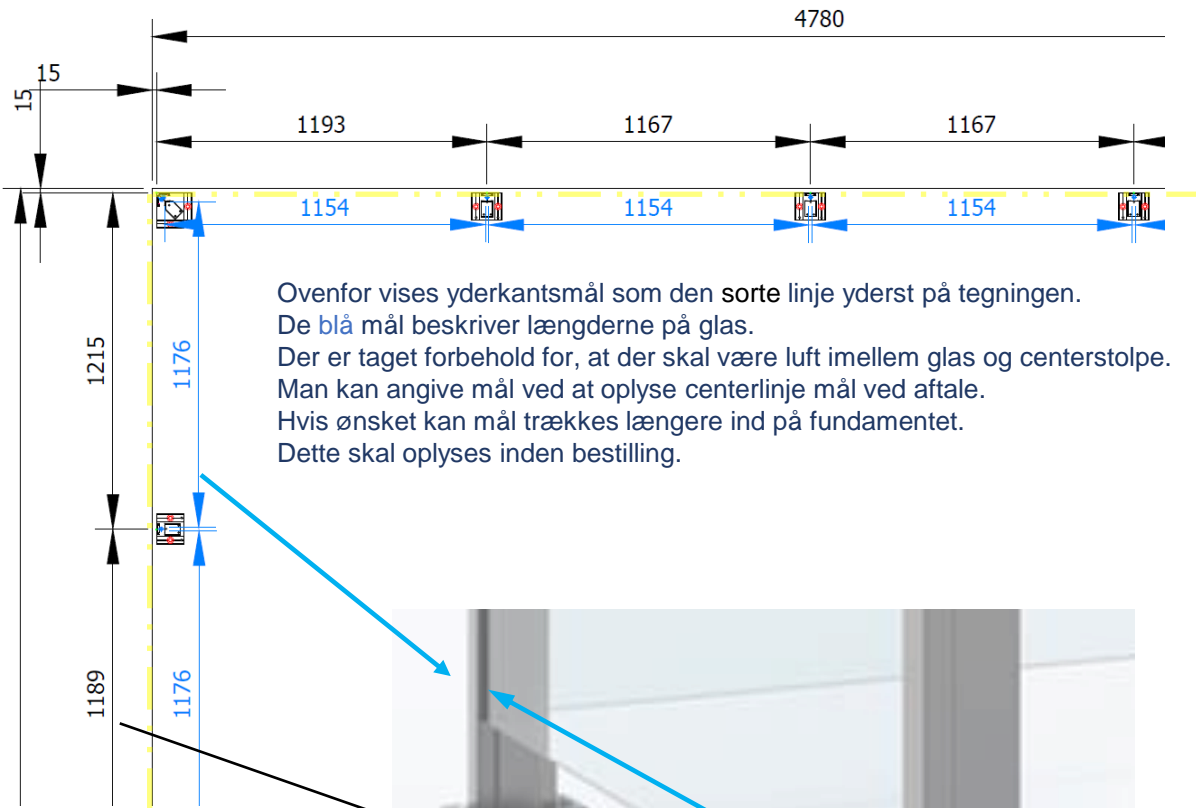 4780
15
15
1193 1167 1167
1154 1154 1154
Ovenfor vises yderkantsmål som den sorte linje yderst på tegningen.
De blå mål beskriver længderne på glas.
Der er taget forbehold for, at der skal være luft imellem glas og centerstolpe.
Man kan angive mål ved at oplyse centerlinje mål ved aftale.
Hvis ønsket kan mål trækkes længere ind på fundamentet.
Dette skal oplyses inden bestilling.
1215
1176
1189
1176